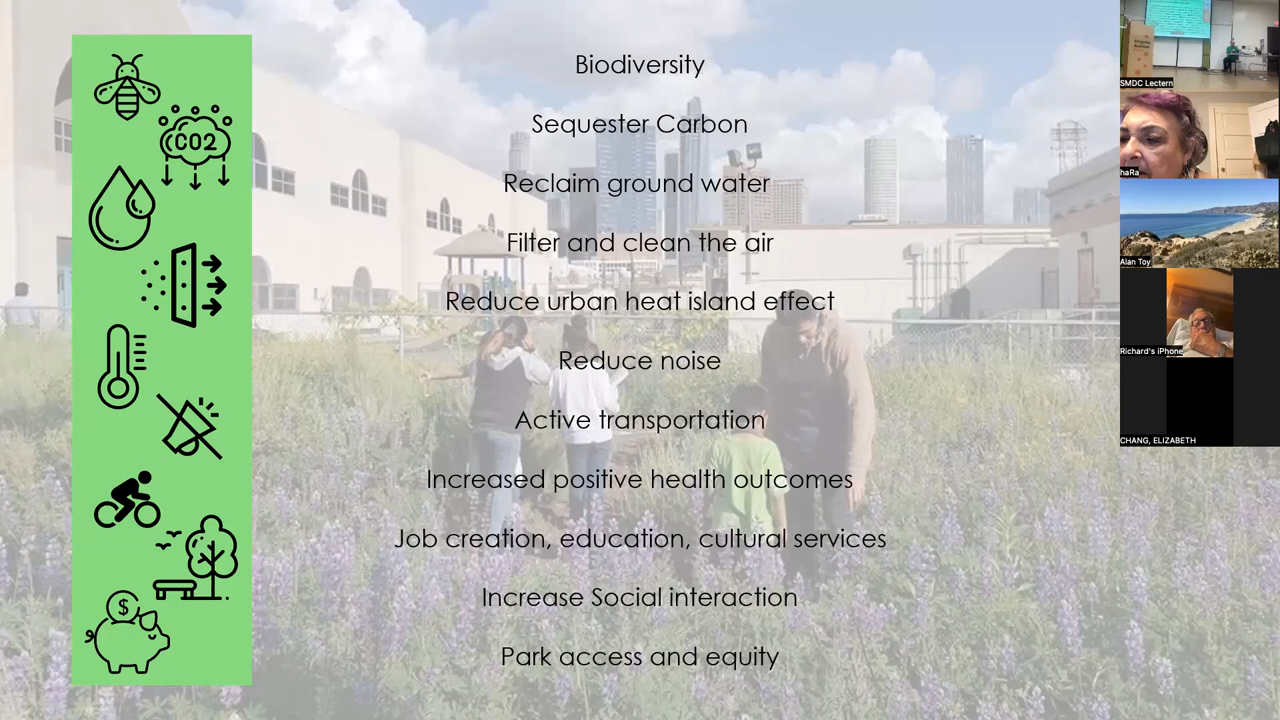 CO2
$
Biodiversity
Sequester Carbon
Reclaim ground water
Filter and clean the air
Reduce urban heat island effect
Reduce noise
Active transportation
Increased positive health outcomes
Job creation, education, cultural services
Increase Social interaction
Park access and equity
SMDC Lectern
haRa
Alan Toy
Richard's iPhone
CHANG, ELIZABETH